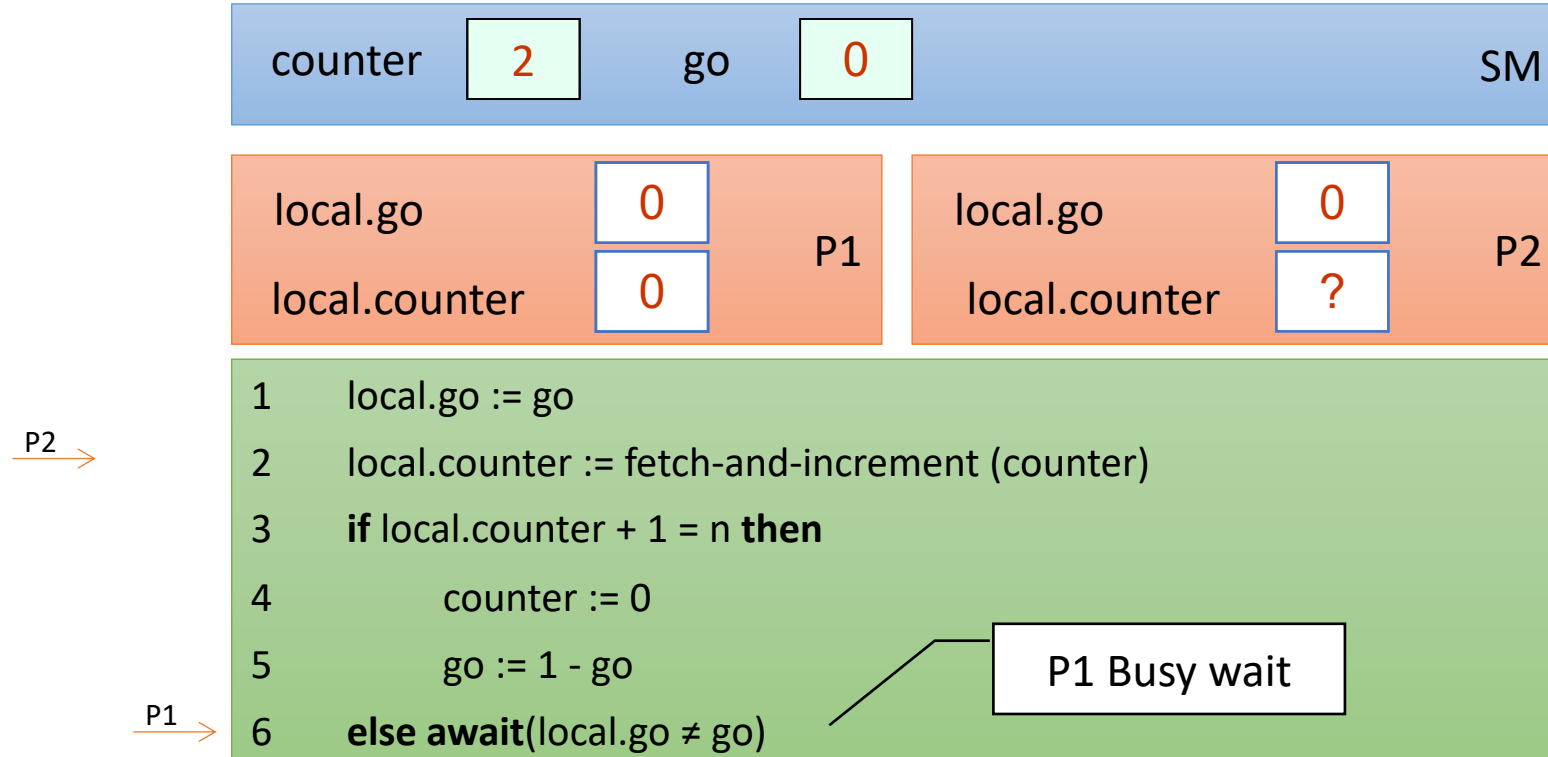 counter 2 go 0 SM
local.go 0
local.counter 0
P1
local.go 0
local.counter ?
P2
1 local.go := go
P2
2 local.counter := fetch-and-increment (counter)
3 if local.counter + 1 = n then
4 counter := 0
5 go := 1 - go
P1 Busy wait
P1
6 else await(local.go ≠ go)